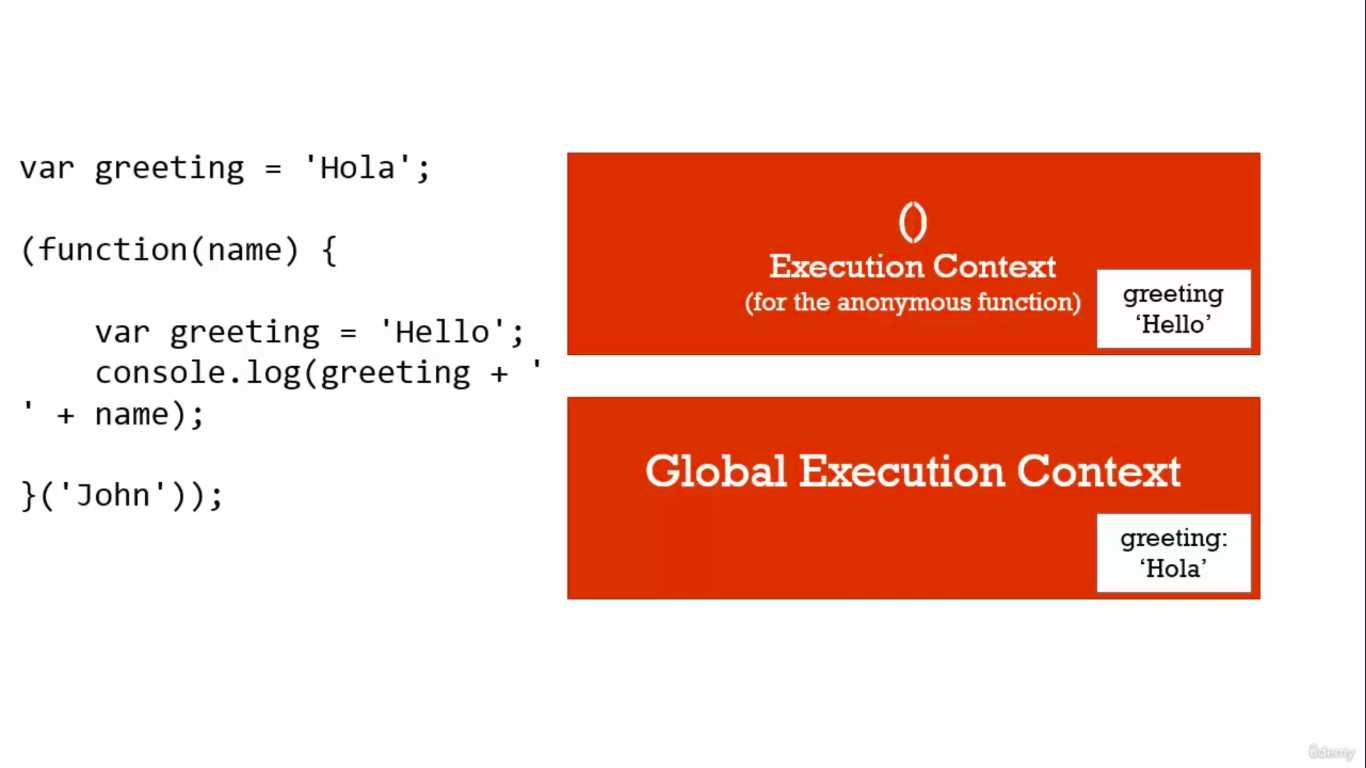 var greeting = 'Hola';
(function(name) {
var greeting = 'Hello';
console.log(greeting + '
' + name);
}('John'));
()
Execution Context
(for the anonymous function)
greeting
‘Hello’
Global Execution Context
greeting:
‘Hola’
ûdemy